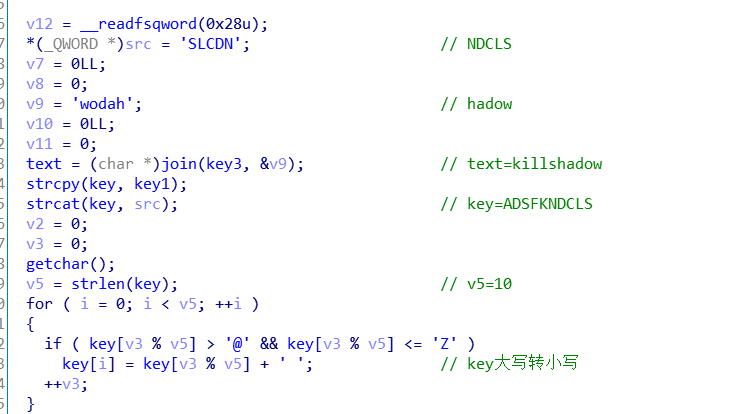 v12 = __readfsqword(0x28u);
*(_QWORD *)src = 'SLCDN'; // NDCLS
v7 = 0LL;
v8 = 0;
v9 = 'wodah'; // hadow
v10 = 0LL;
v11 = 0;
text = (char *)join(key3, &v9); // text=killshadow
strcpy(key, key1);
strcat(key, src); // key=ADSFKNDCLS
v2 = 0;
v3 = 0;
getchar();
v5 = strlen(key); // v5=10
for ( i = 0; i < v5; ++i )
{
if ( key[v3 % v5] > '@' && key[v3 % v5] <= 'Z' )
key[i] = key[v3 % v5] + ' '; // key大写转小写
++v3;
}